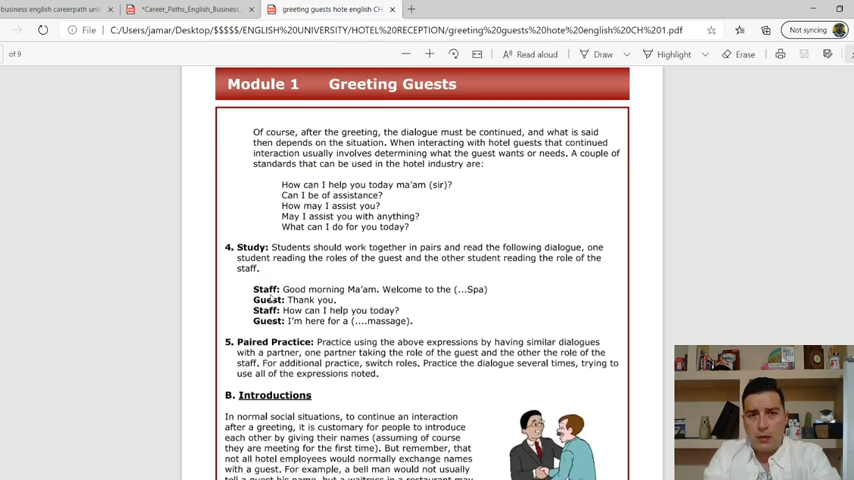 business english careerpath uni
*Career_Paths_English_Business_
greeting guests hote english CH
File
C:/Users/jamar/Desktop/$$$$$/ENGLISH%20UNIVERSITY/HOTEL%20RECEPTION/greeting%20guests%20hote%20english%20CH%201.pdf
Not syncing
of 9
Read aloud
Draw
Highlight
Erase
Module 1 Greeting Guests
Of course, after the greeting, the dialogue must be continued, and what is said
then depends on the situation. When interacting with hotel guests that continued
interaction usually involves determining what the guest wants or needs. A couple of
standards that can be used in the hotel industry are:
How can I help you today ma'am (sir)?
Can I be of assistance?
How may I assist you?
May I assist you with anything?
What can I do for you today?
4. Study: Students should work together in pairs and read the following dialogue, one
student reading the roles of the guest and the other student reading the role of the
staff.
Staff: Good morning Ma'am. Welcome to the (...Spa)
Guest: Thank you.
Staff: How can I help you today?
Guest: I'm here for a (....massage).
5. Paired Practice: Practice using the above expressions by having similar dialogues
with a partner, one partner taking the role of the guest and the other the role of the
staff. For additional practice, switch roles. Practice the dialogue several times, trying to
use all of the expressions noted.
B. Introductions
In normal social situations, to continue an interaction
after a greeting, it is customary for people to introduce
each other by giving their names (assuming of course
they are meeting for the first time). But remember, that
not all hotel employees would normally exchange names
with a guest. For example, a bell man would not usually
tell a guest his name, but a waitress in a restaurant may